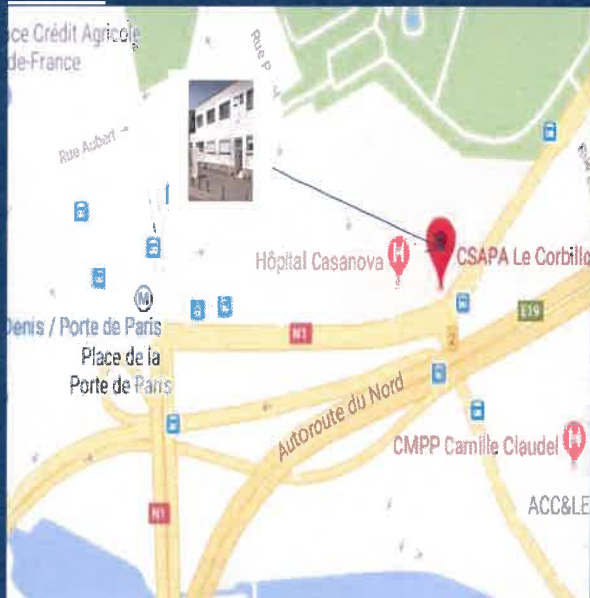 ce Crédit Agricole
de-France
Rue Aubert →
Hôpital Casanova
H
CSAPA Le Corbillo
M
Denis / Porte de Paris
Place de la
Porte de Paris
N1
2
E19
Autoroute du Nord
CMPP Camille Claudel
H
ACC&LE
N1